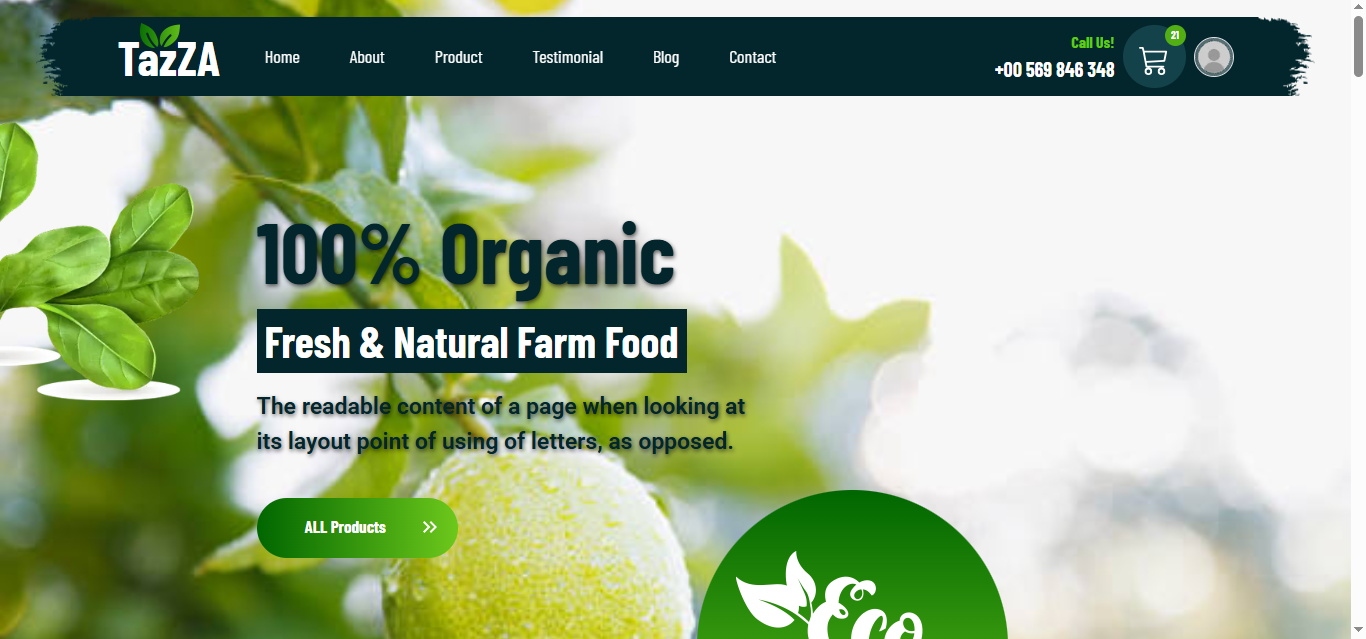 TazZA
Home
About
Product
Testimonial
Blog
Contact
Call Us!
+00 569 846 348
21
100% Organic
Fresh & Natural Farm Food
The readable content of a page when looking at
its layout point of using of letters, as opposed.
ALL Products
Eco